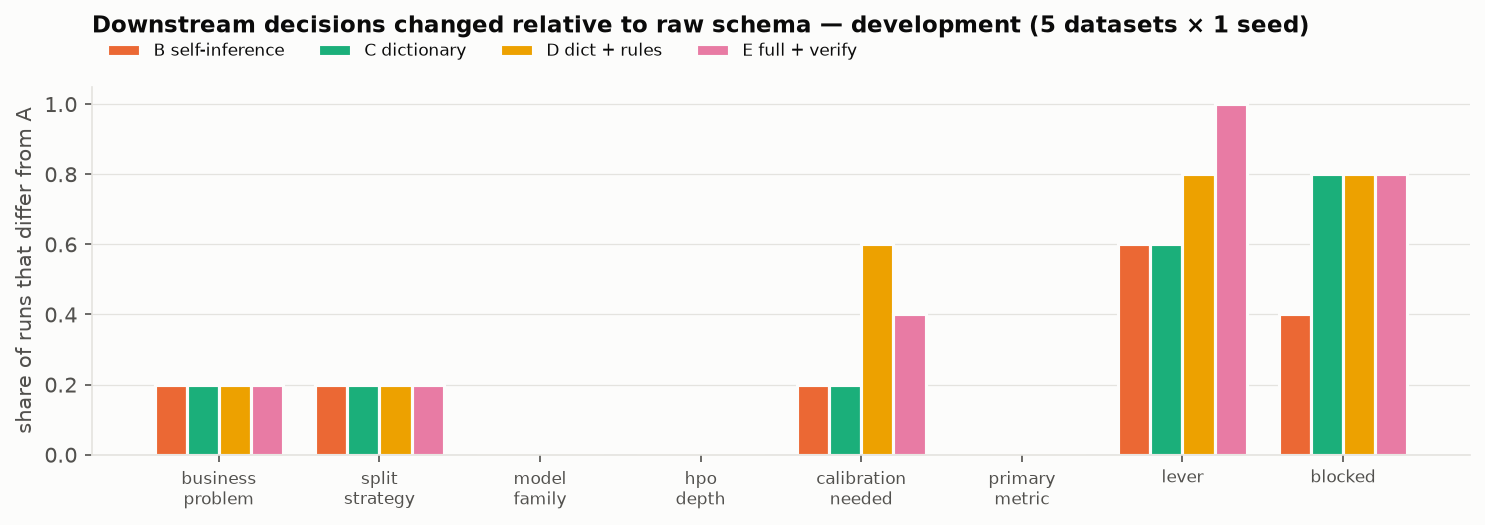 Downstream decisions changed relative to raw schema — development (5 datasets × 1 seed)
B self-inference C dictionary D dict + rules E full + verify
share of runs that differ from A
1.0
0.8
0.6
0.4
0.2
0.0
business problem
split strategy
model family
hpo depth
calibration needed
primary metric
lever
blocked